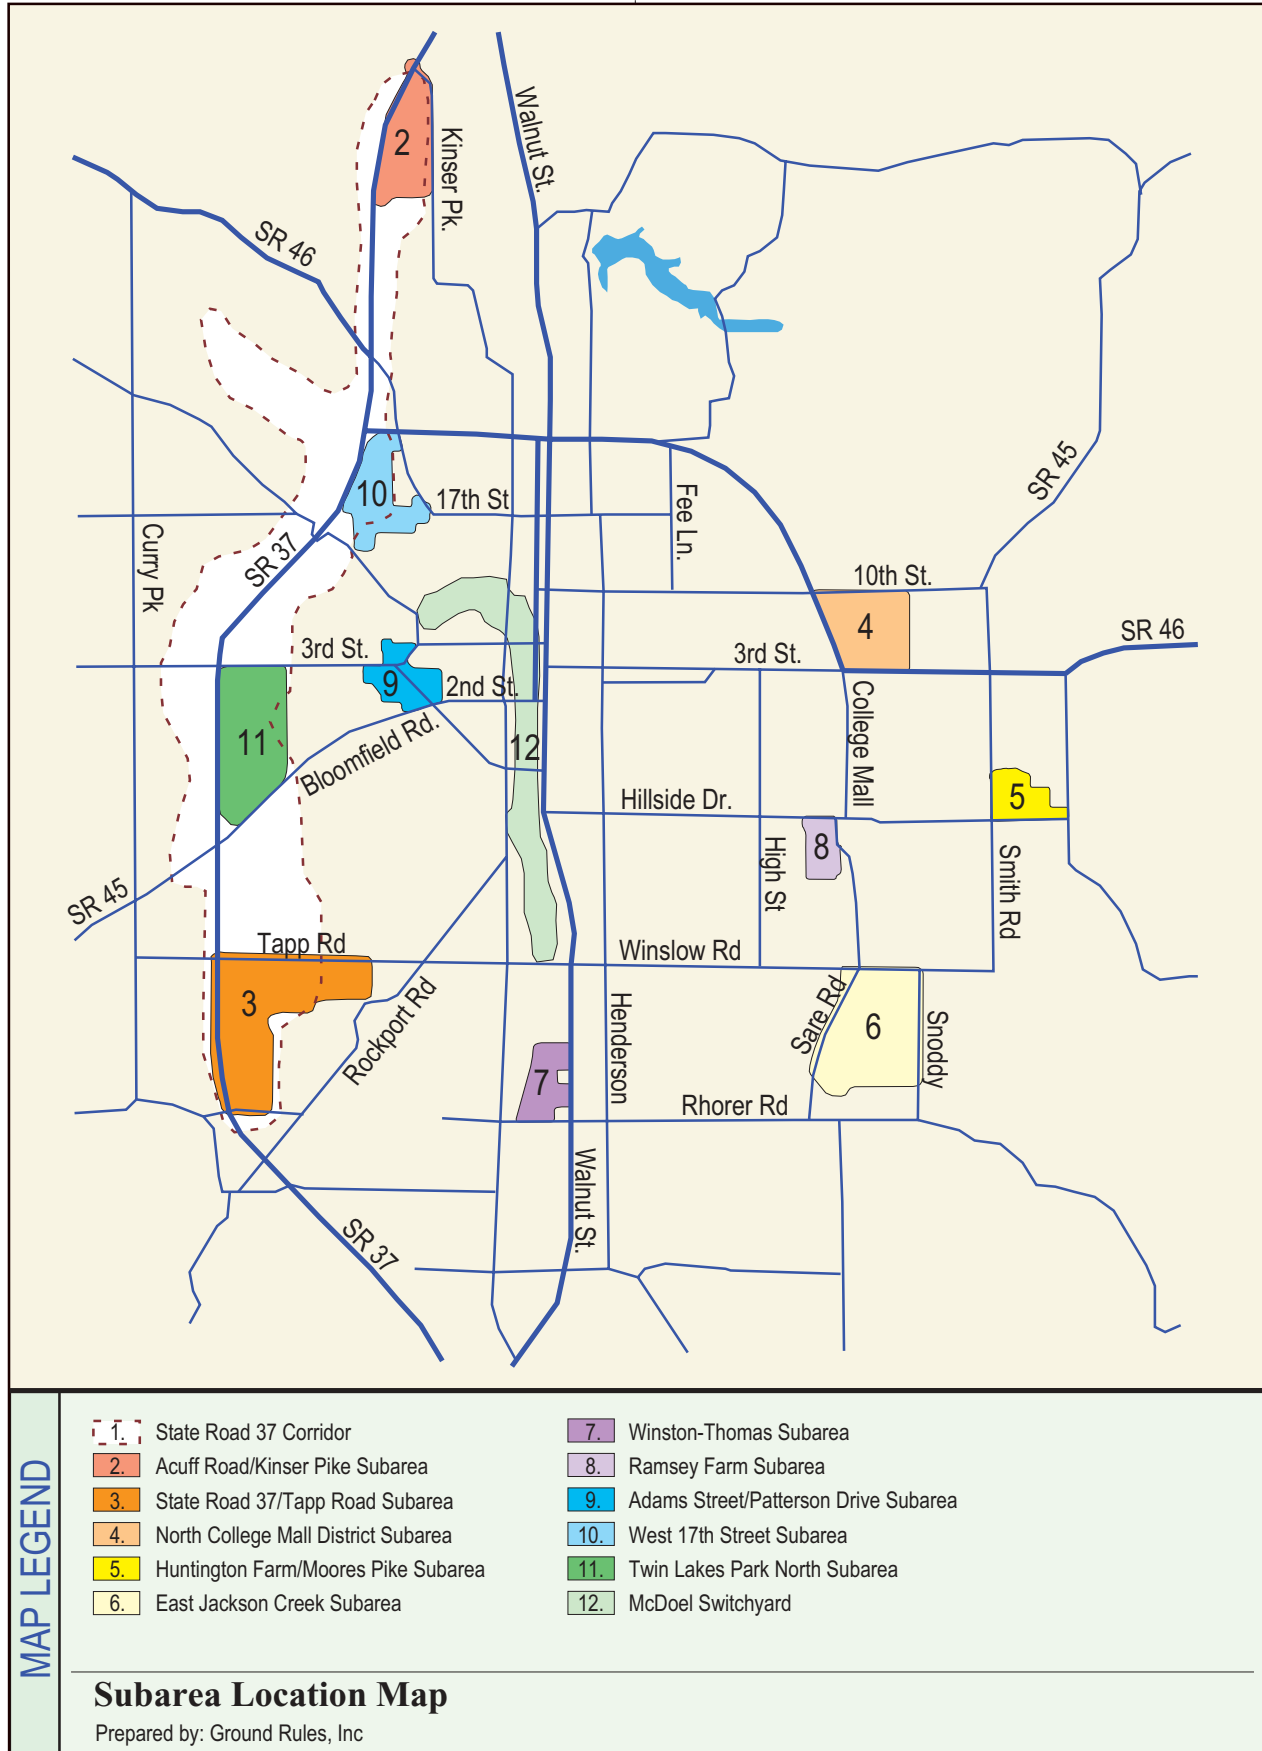 2
Kinser Pk.
Walnut St.
SR 46
SR 45
10
17th St
Fee Ln.
Curry Pk
SR 37
10th St.
4
SR 46
3rd St.
3rd St.
9
2nd St.
College Mall
11
Bloomfield Rd.
12
Hillside Dr.
5
8
High St
Smith Rd
SR 45
Tapp Rd
Winslow Rd
3
Rockport Rd
Henderson
Sare Rd
6
Snoddy
7
Rhorer Rd
Walnut St.
SR 37
MAP LEGEND
1. State Road 37 Corridor
2. Acuff Road/Kinser Pike Subarea
3. State Road 37/Tapp Road Subarea
4. North College Mall District Subarea
5. Huntington Farm/Moores Pike Subarea
6. East Jackson Creek Subarea
7. Winston-Thomas Subarea
8. Ramsey Farm Subarea
9. Adams Street/Patterson Drive Subarea
10. West 17th Street Subarea
11. Twin Lakes Park North Subarea
12. McDoel Switchyard
Subarea Location Map
Prepared by: Ground Rules, Inc